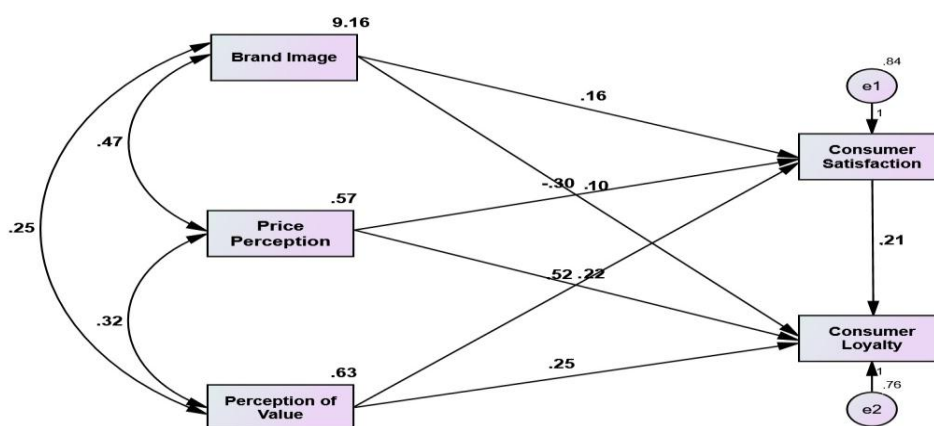 9.16
Brand Image
.84
e1
1
.16
Consumer
Satisfaction
.47
-.30 .10
.57
Price
Perception
.25
.21
.52 .22
.32
Consumer
Loyalty
.63
.25
Perception of
Value
1
.76
e2